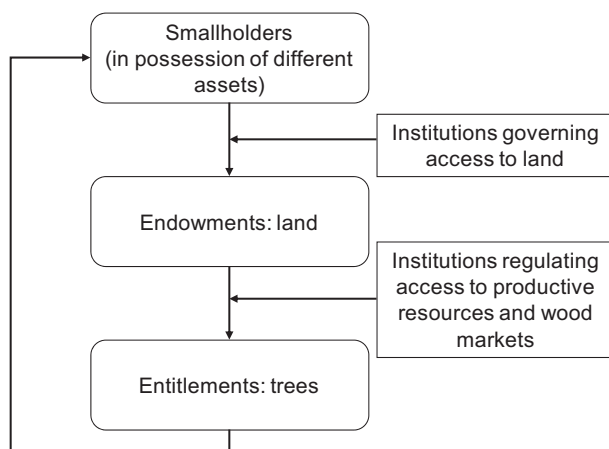 Smallholders
(in possession of different
assets)
Institutions governing
access to land
Endowments: land
Institutions regulating
access to productive
resources and wood
markets
Entitlements: trees